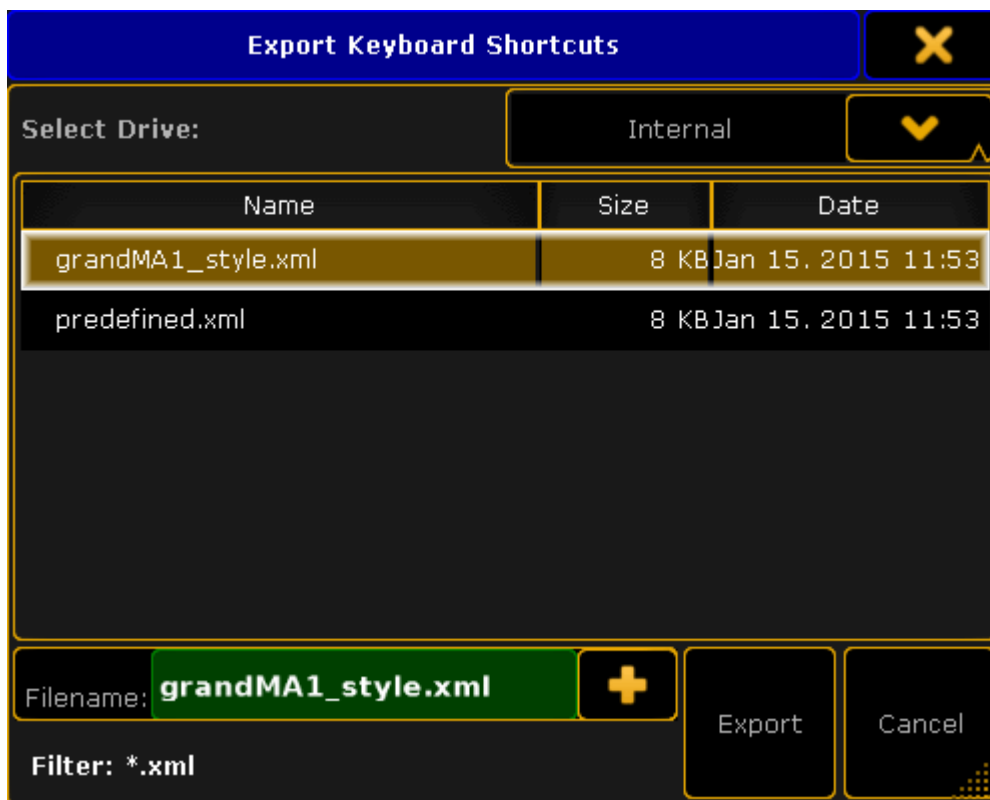 Export Keyboard Shortcuts
Select Drive: Internal
Name Size Date
grandMA1_style.xml 8 KB Jan 15. 2015 11:53
predefined.xml 8 KB Jan 15. 2015 11:53
Filename: grandMA1_style.xml
Export Cancel
Filter: *.xml